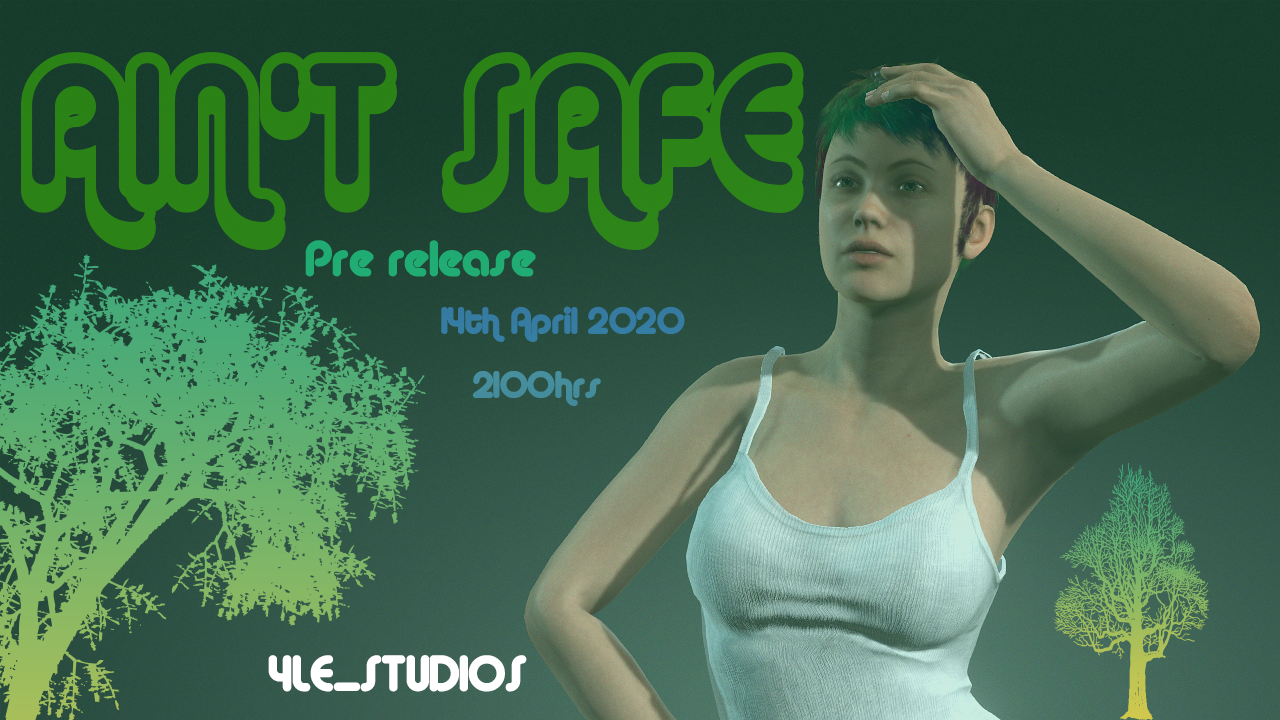 AIN'T SAFE
Pre release
14th April 2020
2100hrs
4LE_STUDIOS